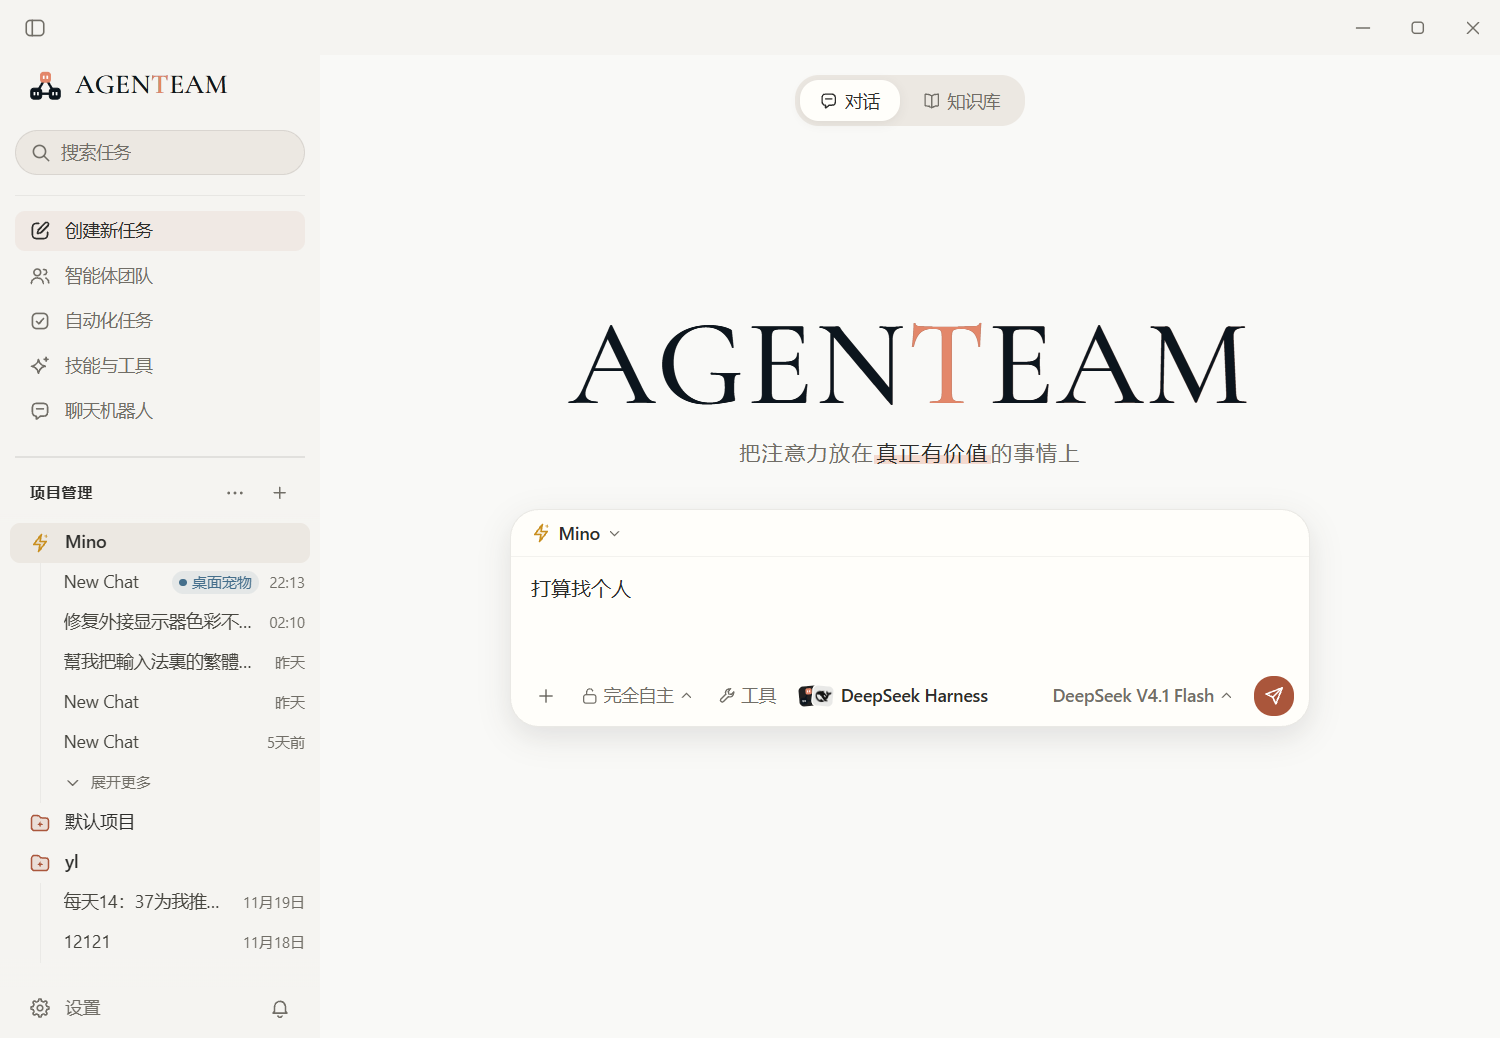 AGENTEAM
搜索任务
创建新任务
智能体团队
自动化任务
技能与工具
聊天机器人
项目管理
Mino
New Chat 桌面宠物 22:13
修复外接显示器色彩不... 02:10
幫我把輸入法裏的繁體... 昨天
New Chat 昨天
New Chat 5天前
展开更多
默认项目
yl
每天14：37为我推... 11月19日
12121 11月18日
设置
对话 知识库
AGENTEAM
把注意力放在真正有价值的事情上
Mino
打算找个人
完全自主 工具 DeepSeek Harness DeepSeek V4.1 Flash